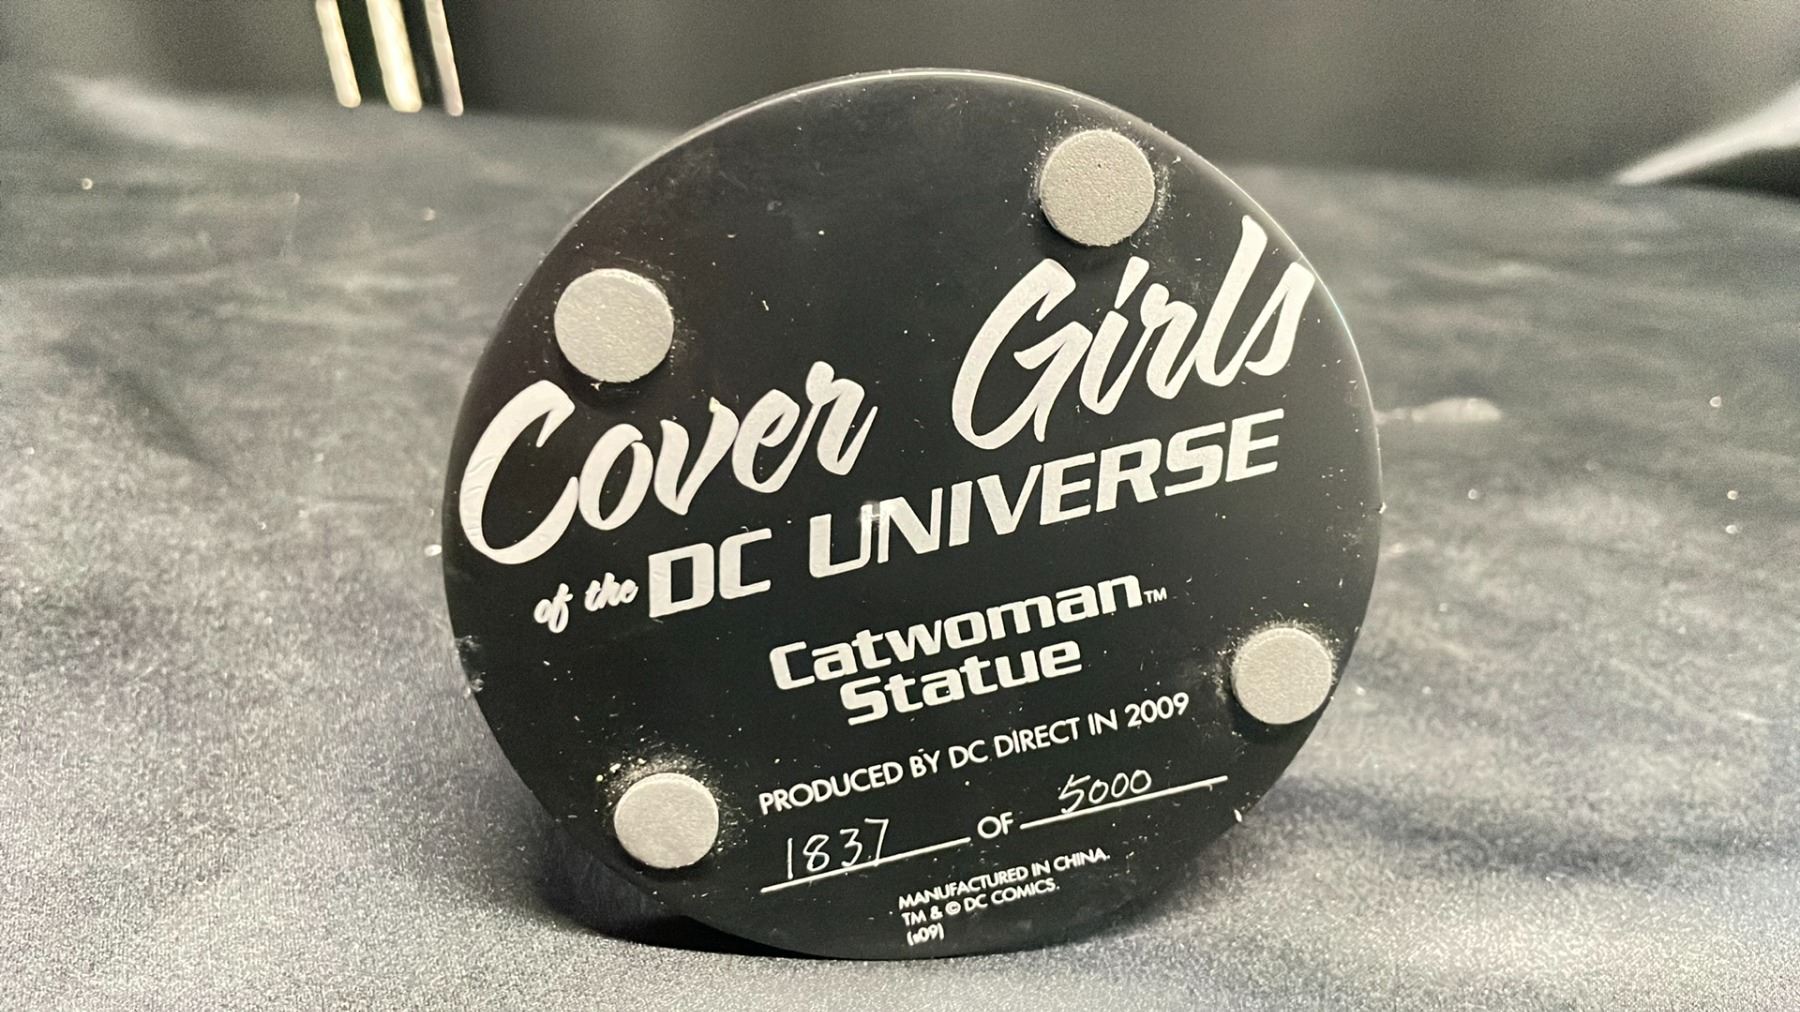 Cover Girls
of the DC UNIVERSE
Catwoman™
Statue
PRODUCED BY DC DIRECT IN 2009
1837 OF 5000
MANUFACTURED IN CHINA.
TM & © DC COMICS.
(s09)